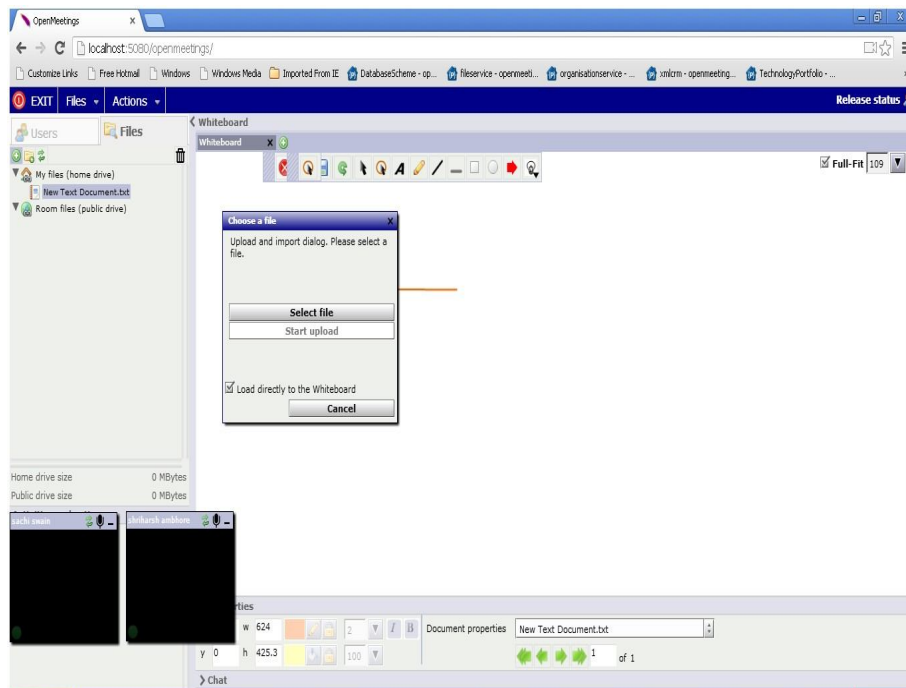 OpenMeetings x
localhost:5080/openmeetings/
Customize Links Free Hotmail Windows Windows Media Imported From IE DatabaseScheme - op... fileservice - openmeeti... organisationservice - ... xmlcrm - openmeeting... TechnologyPortfolio - ...
EXIT Files Actions Release status
Users Files
Whiteboard
Whiteboard x
Full-Fit 109
My files (home drive)
New Text Document.txt
Room files (public drive)
Choose a file x
Upload and import dialog. Please select a
file.
Select file
Start upload
Load directly to the Whiteboard
Cancel
Home drive size 0 MBytes
Public drive size 0 MBytes
sachi swain
shriharsh ambhore
rties
w 624 2 I B Document properties New Text Document.txt
y 0 h 425.3 100 1 of 1
Chat